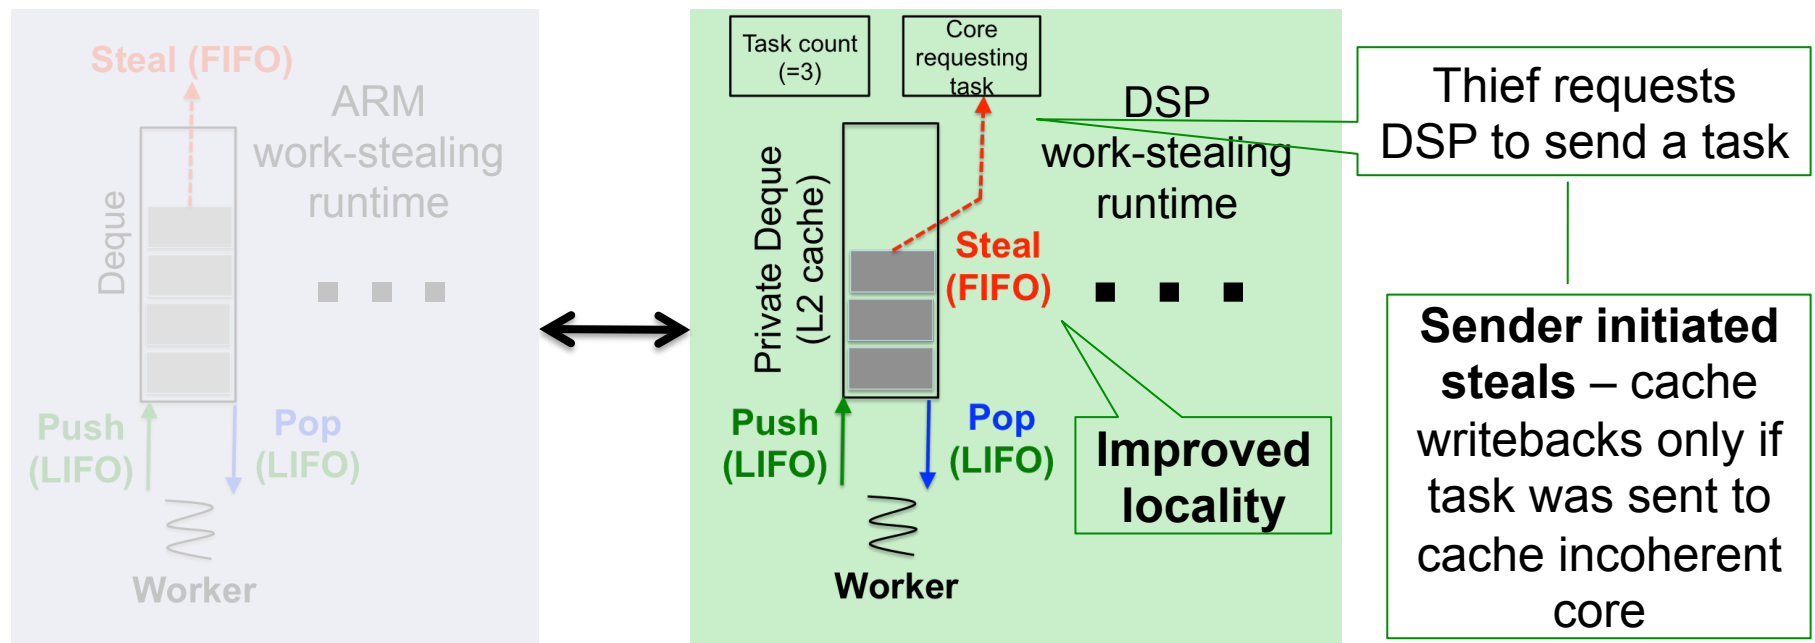 Steal (FIFO)
ARM
work-stealing
runtime
Deque
Push
(LIFO)
Pop
(LIFO)
Worker
Task count
(=3)
Core
requesting
task
DSP
work-stealing
runtime
Private Deque
(L2 cache)
Steal
(FIFO)
Push
(LIFO)
Pop
(LIFO)
Worker
Improved
locality
Thief requests
DSP to send a task
Sender initiated
steals – cache
writebacks only if
task was sent to
cache incoherent
core